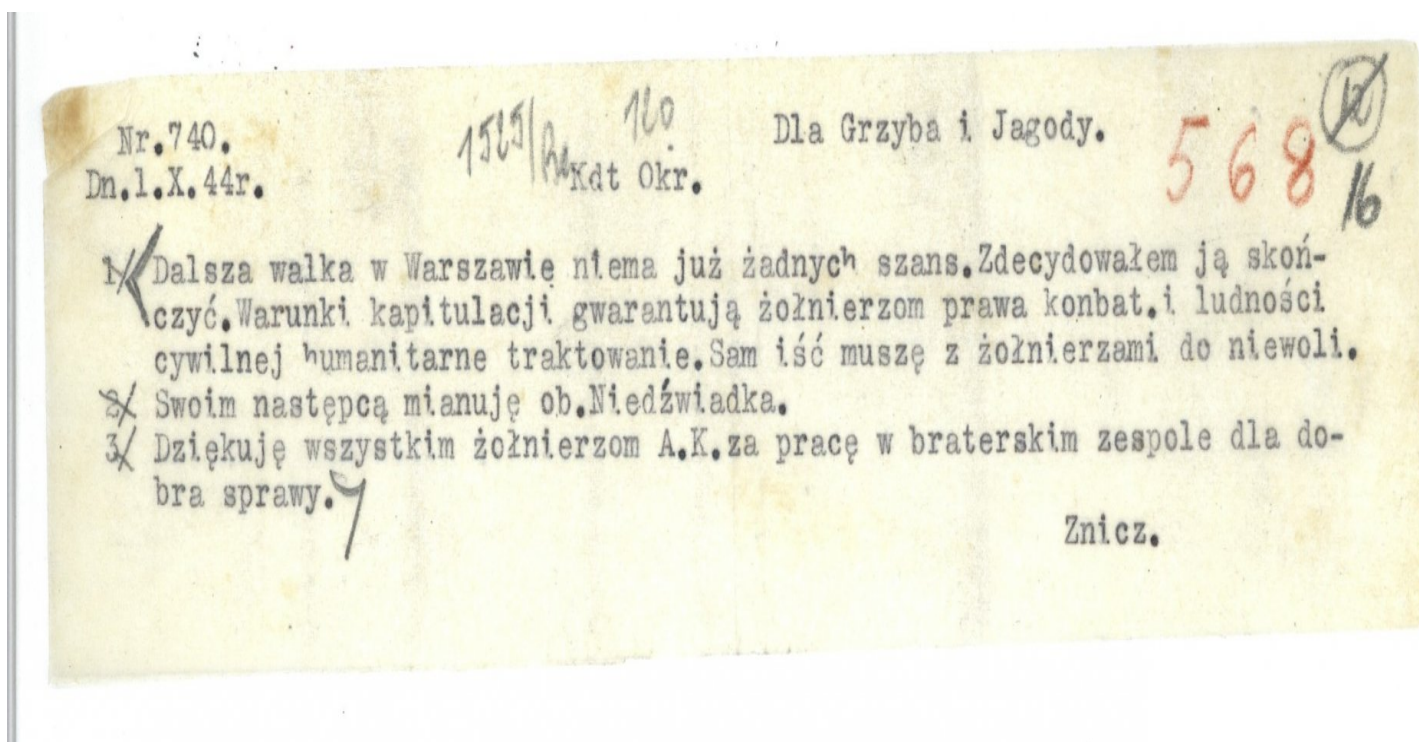 Nr.740.
120
Dla Grzyba i Jagody.
568
12
16
Dn.1.X.44r.
Kdt Okr.
1/ Dalsza walka w Warszawie niema już żadnych szans.Zdecydowałem ją skoń-
czyć.Warunki kapitulacji gwarantują żołnierzom prawa konbat.i ludności
cywilnej humanitarne traktowanie.Sam iść muszę z żołnierzami do niewoli.
2/ Swoim następcą mianuję ob.Niedźwiadka.
3/ Dziękuję wszystkim żołnierzom A.K.za pracę w braterskim zespole dla do-
bra sprawy.
Znicz.